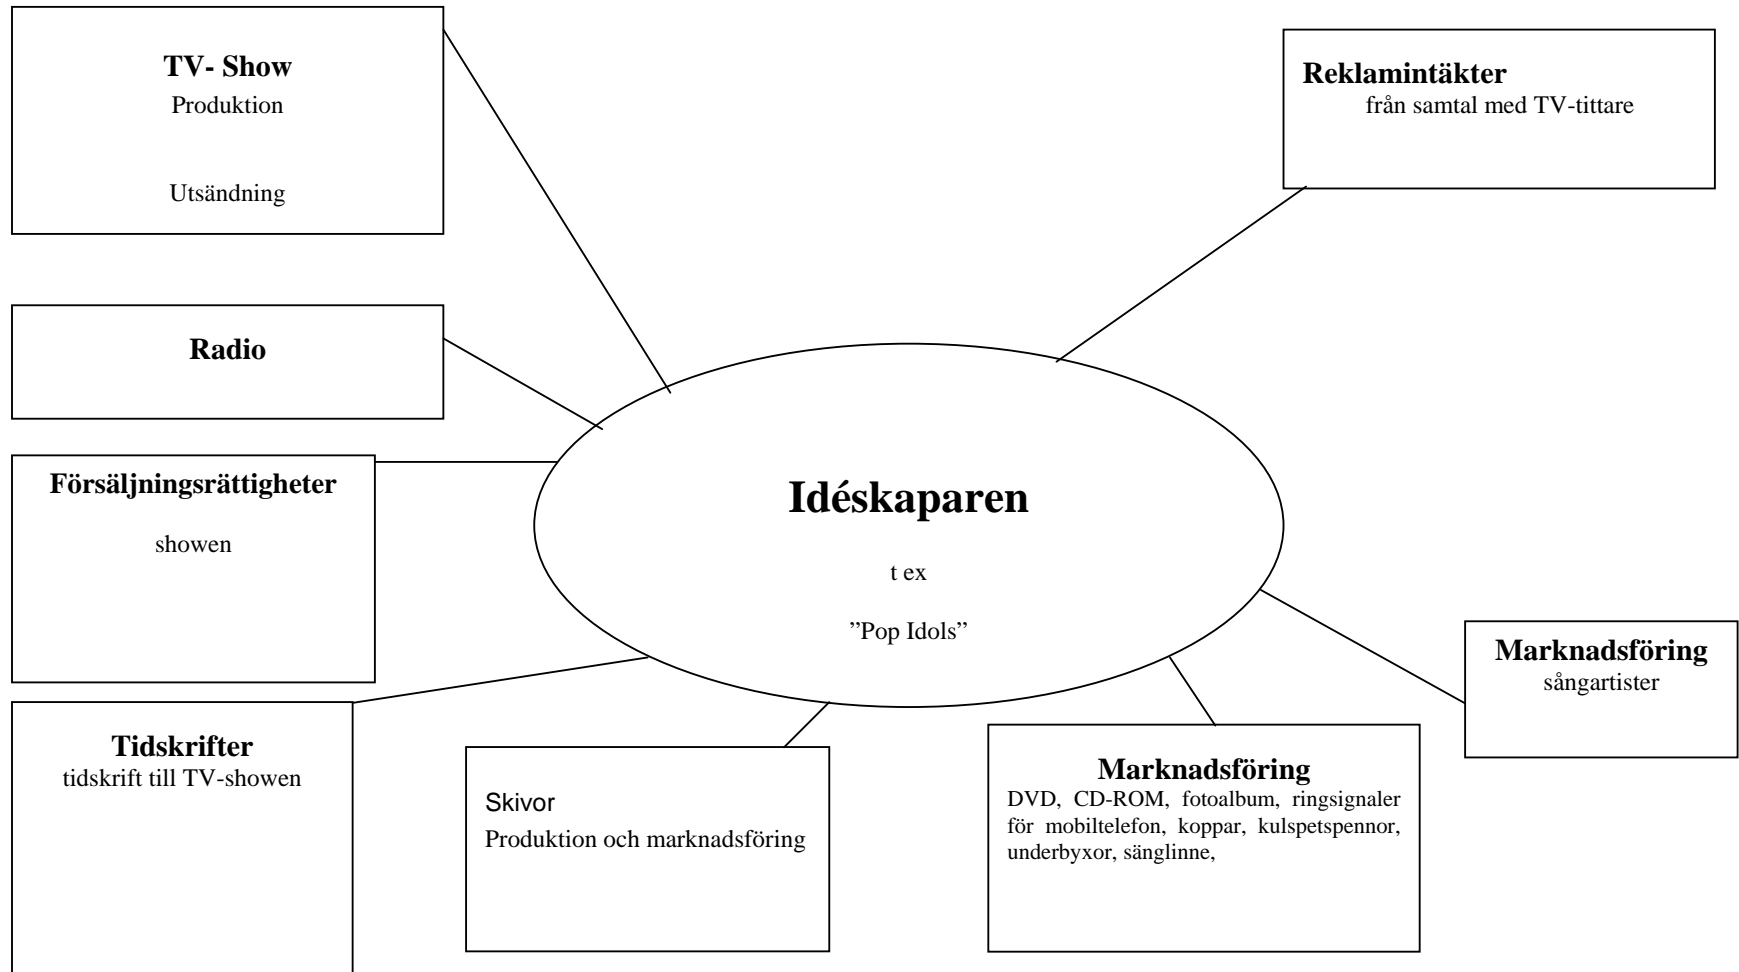 TV- Show
Produktion
Utsändning
Reklamintäkter
från samtal med TV-tittare
Radio
Försäljningsrättigheter
showen
Idéskaparen
t ex
”Pop Idols”
Marknadsföring
sångartister
Tidskrifter
tidskrift till TV-showen
Skivor
Produktion och marknadsföring
Marknadsföring
DVD, CD-ROM, fotoalbum, ringsignaler
för mobiltelefon, koppar, kulspetspennor,
underbyxor, sänglinne,